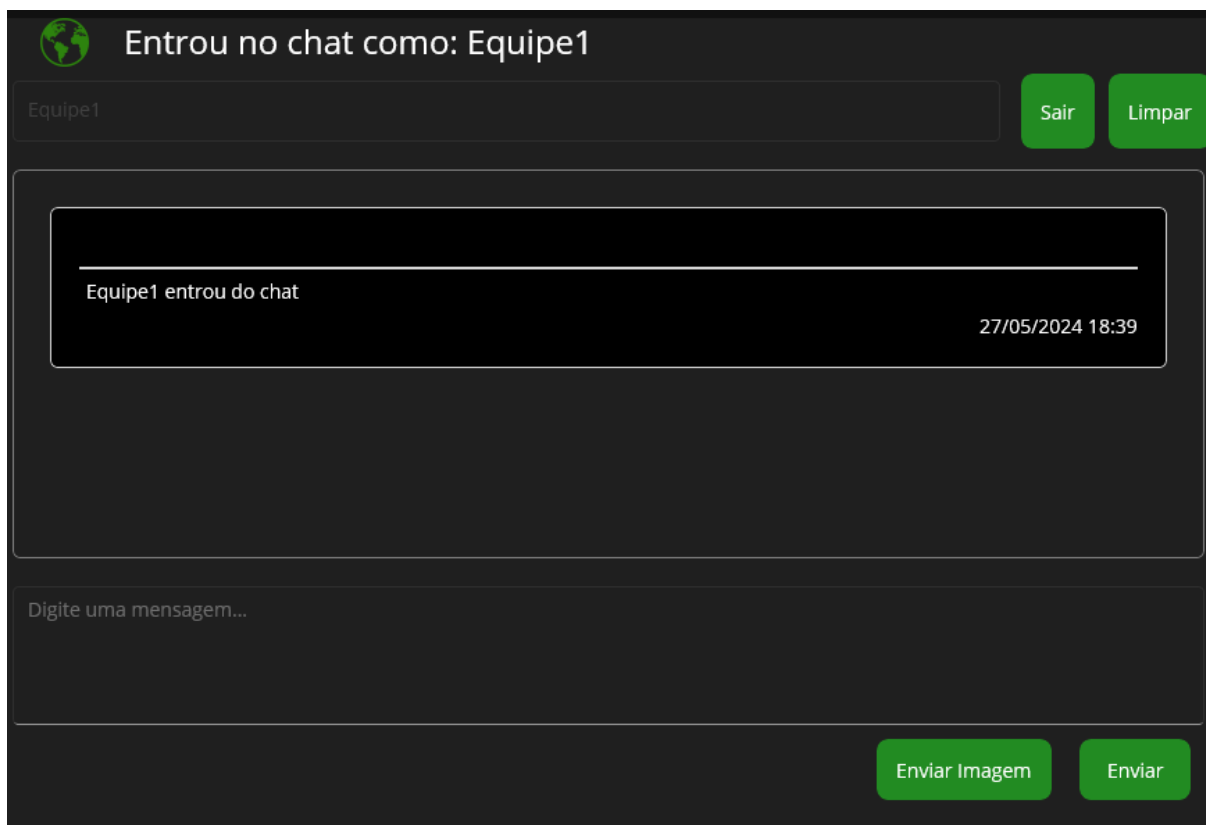 Entrou no chat como: Equipe1
Equipe1
Sair
Limpar
Equipe1 entrou do chat
27/05/2024 18:39
Digite uma mensagem...
Enviar Imagem
Enviar